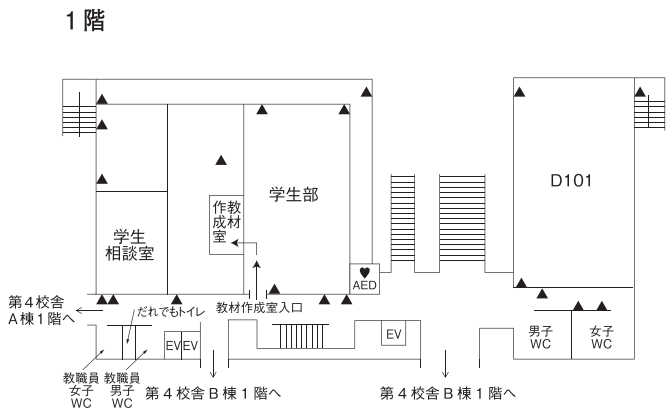 1階
学生部
作成室
教材
D101
学生
相談室
AED
第4校舎
A棟1階へ
だれでもトイレ
教材作成室入口
EV
EV
EV
男子
WC
女子
WC
教職員
女子
WC
教職員
男子
WC
第4校舎B棟1階へ
第4校舎B棟1階へ